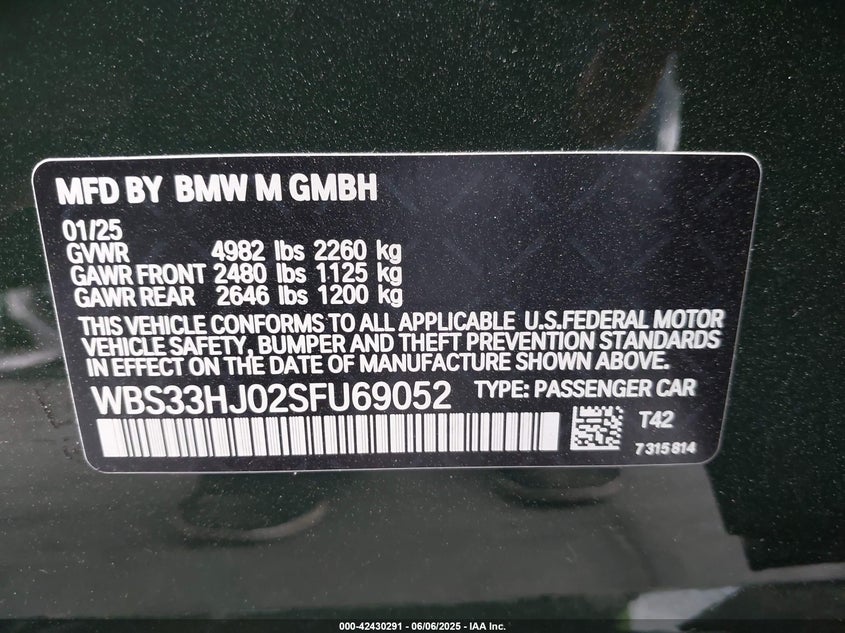 MFD BY BMW M GMBH
01/25
GVWR 4982 lbs 2260 kg
GAWR FRONT 2480 lbs 1125 kg
GAWR REAR 2646 lbs 1200 kg
THIS VEHICLE CONFORMS TO ALL APPLICABLE U.S.FEDERAL MOTOR
VEHICLE SAFETY, BUMPER AND THEFT PREVENTION STANDARDS
IN EFFECT ON THE DATE OF MANUFACTURE SHOWN ABOVE.
WBS33HJ02SFU69052 TYPE: PASSENGER CAR
T42
7315814
000-42430291 - 06/06/2025 - IAA Inc.